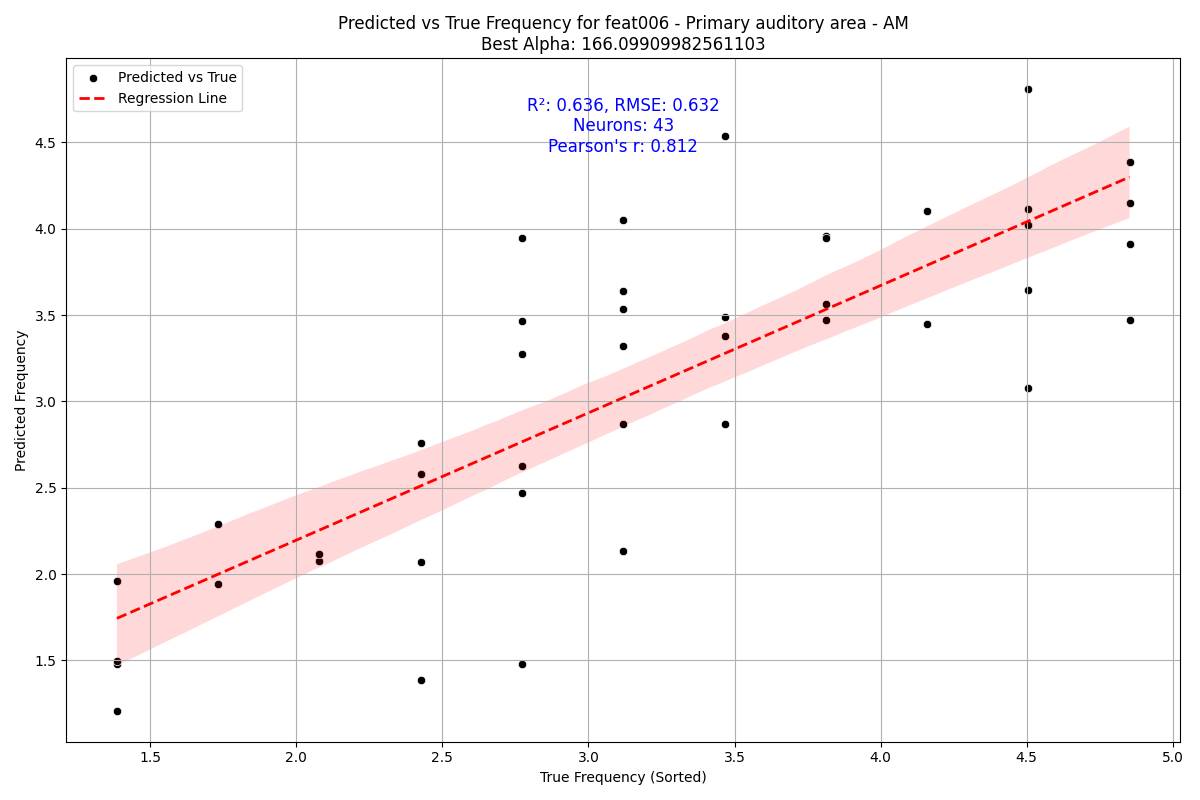 Predicted vs True Frequency for feat006 - Primary auditory area - AM
Best Alpha: 166.09909982561103
Predicted vs True
Regression Line
R²: 0.636, RMSE: 0.632
Neurons: 43
Pearson's r: 0.812
Predicted Frequency
4.5
4.0
3.5
3.0
2.5
2.0
1.5
1.5
2.0
2.5
3.0
3.5
4.0
4.5
5.0
True Frequency (Sorted)